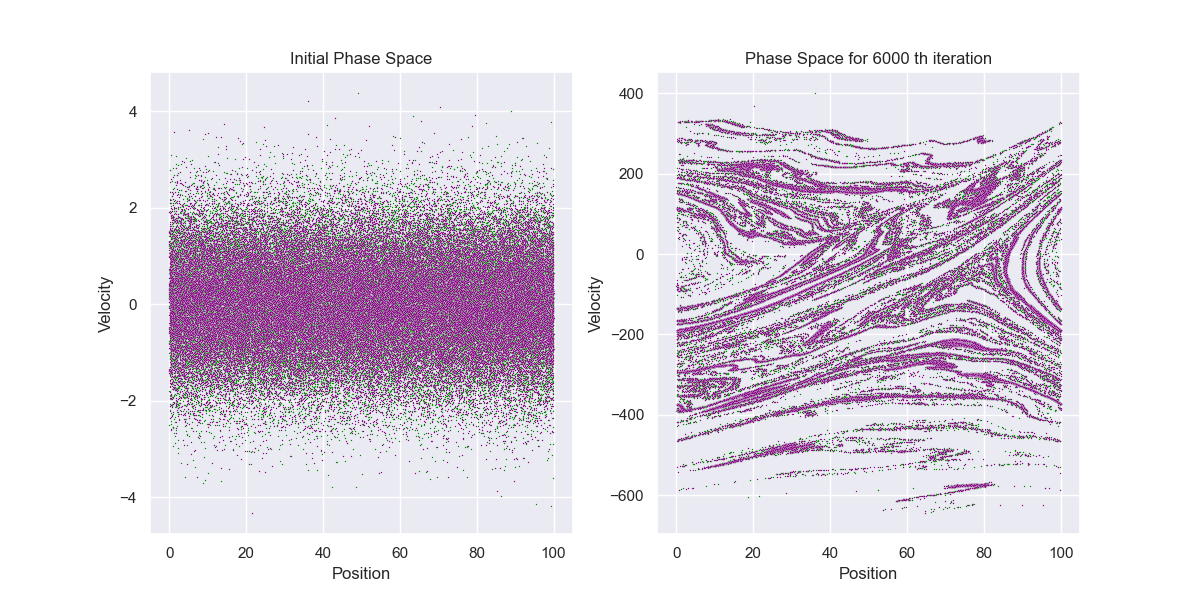 Initial Phase Space
4
2
0
−2
−4
Velocity
0 20 40 60 80 100
Position
Phase Space for 6000 th iteration
400
200
0
−200
−400
−600
Velocity
0 20 40 60 80 100
Position